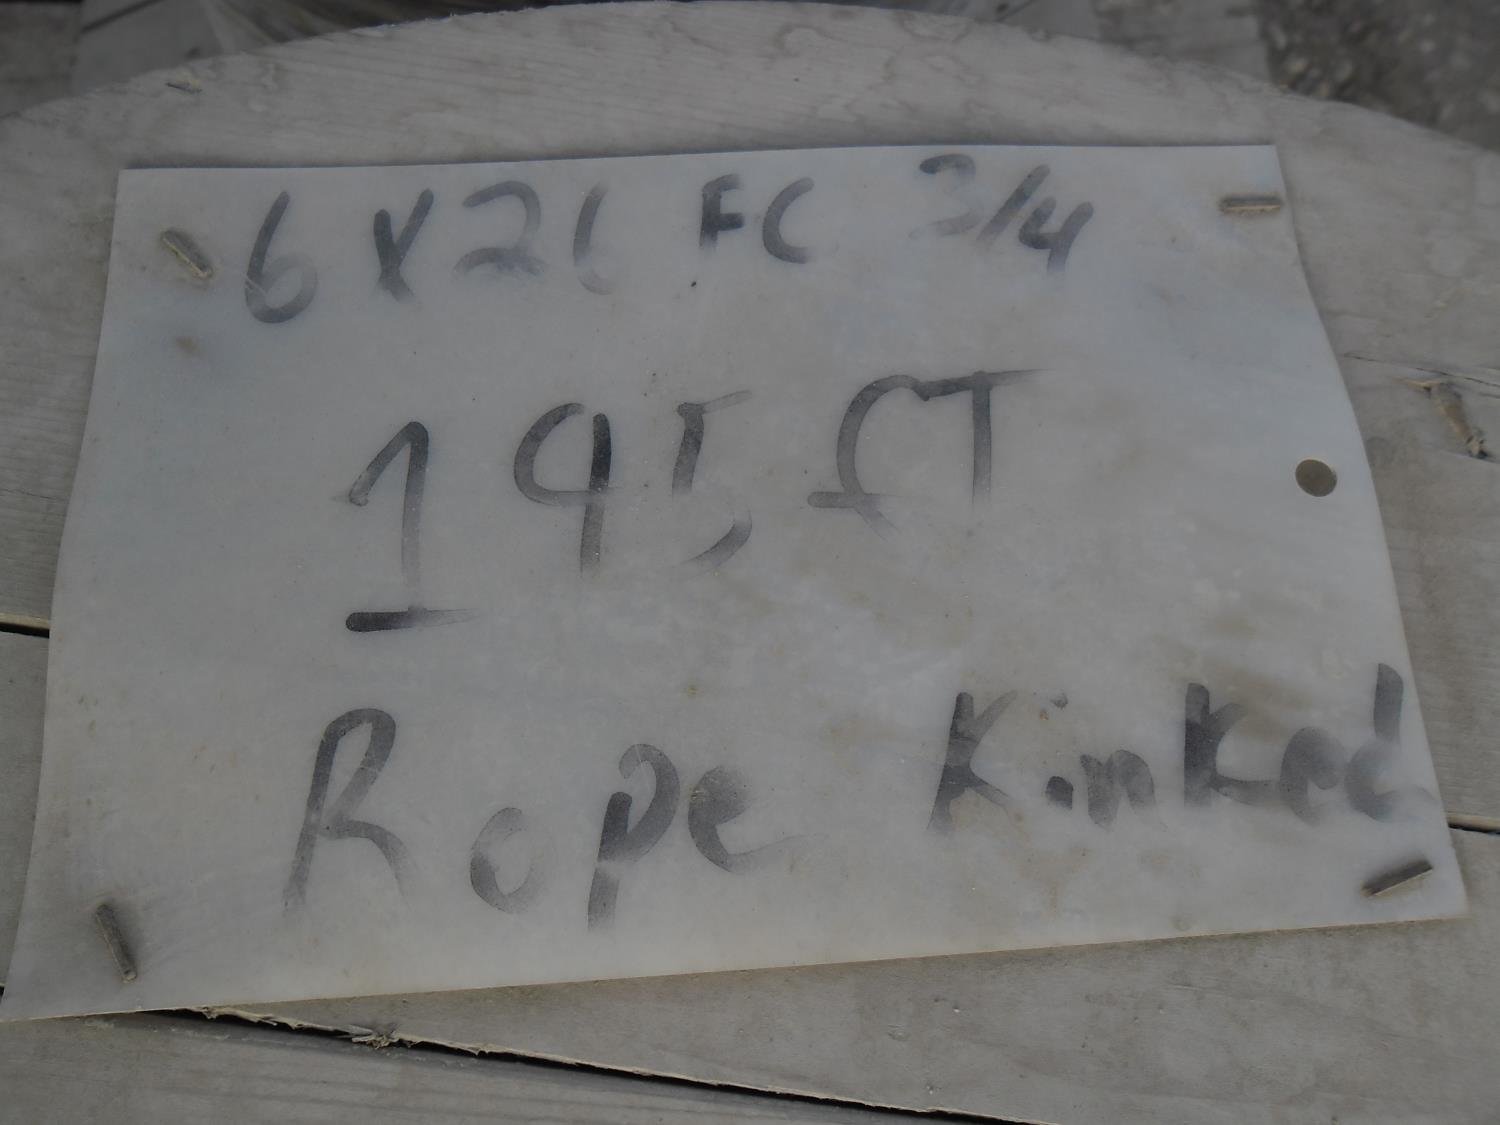 6X26 FC 3/4
195 FT
Rope Kinked